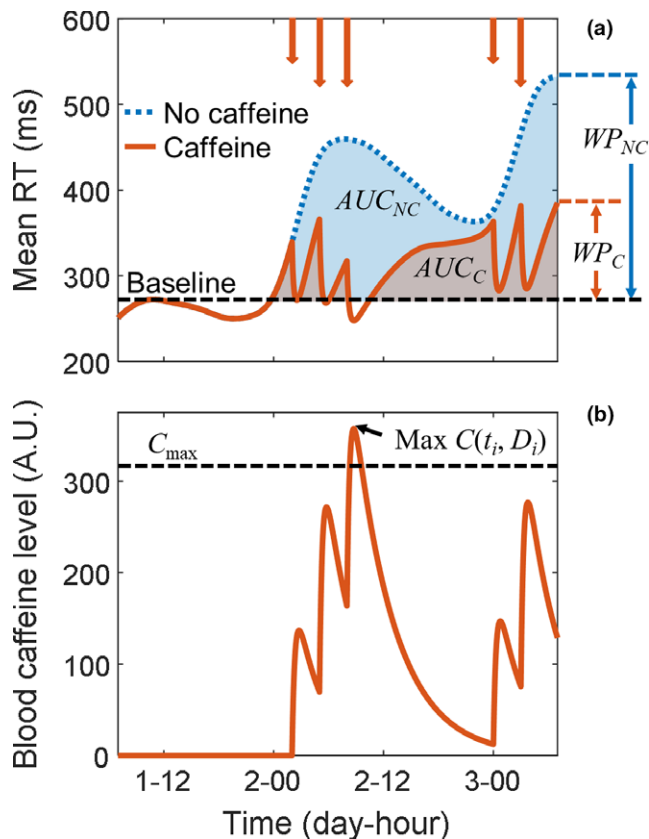 600
(a)
500
No caffeine
Caffeine
WP_NC
Mean RT (ms)
400
AUC_NC
WP_C
300
Baseline
AUC_C
200
(b)
C_max
Max C(t_i, D_i)
300
Blood caffeine level (A.U.)
200
100
0
1-12 2-00 2-12 3-00
Time (day-hour)